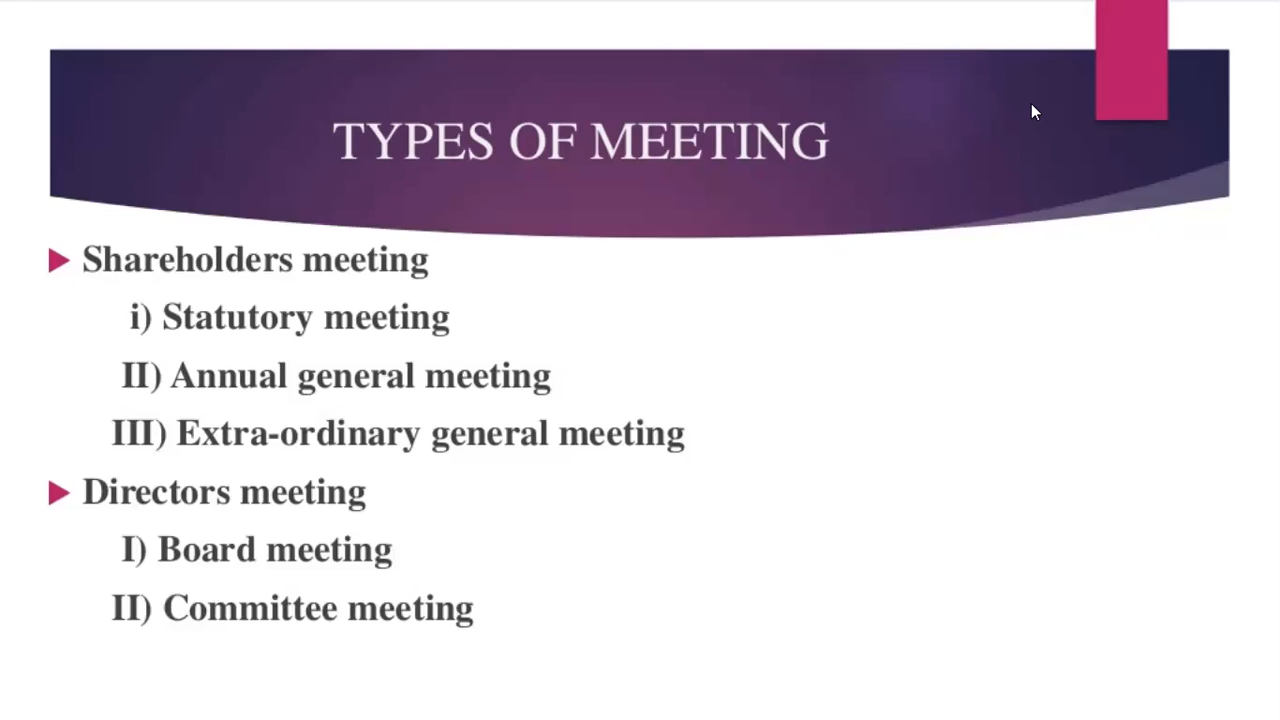 TYPES OF MEETING
Shareholders meeting
i) Statutory meeting
II) Annual general meeting
III) Extra-ordinary general meeting
Directors meeting
I) Board meeting
II) Committee meeting